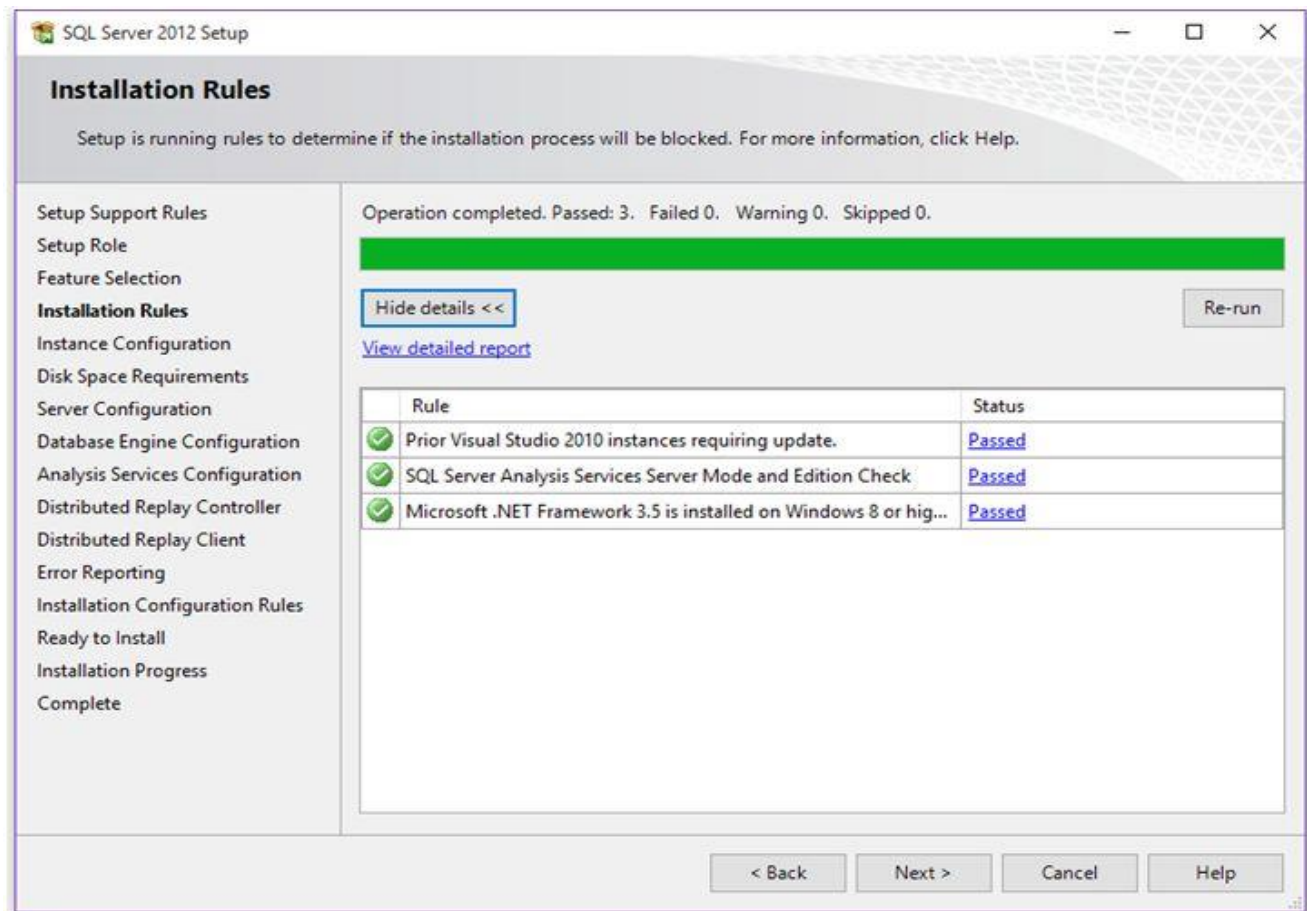 SQL Server 2012 Setup
Installation Rules
Setup is running rules to determine if the installation process will be blocked. For more information, click Help.
Setup Support Rules
Setup Role
Feature Selection
Installation Rules
Instance Configuration
Disk Space Requirements
Server Configuration
Database Engine Configuration
Analysis Services Configuration
Distributed Replay Controller
Distributed Replay Client
Error Reporting
Installation Configuration Rules
Ready to Install
Installation Progress
Complete
Operation completed. Passed: 3.   Failed 0.   Warning 0.   Skipped 0.
Hide details << Re-run
View detailed report
Rule Status
Prior Visual Studio 2010 instances requiring update. Passed
SQL Server Analysis Services Server Mode and Edition Check Passed
Microsoft .NET Framework 3.5 is installed on Windows 8 or hig... Passed
< Back Next > Cancel Help